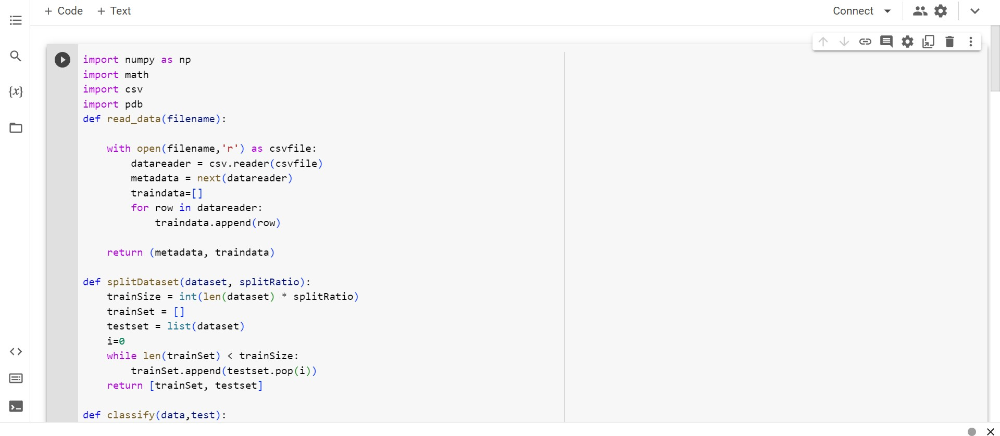 + Code + Text Connect
import numpy as np
import math
import csv
import pdb
def read_data(filename):
    with open(filename,'r') as csvfile:
        datareader = csv.reader(csvfile)
        metadata = next(datareader)
        traindata=[]
        for row in datareader:
            traindata.append(row)
    return (metadata, traindata)
def splitDataset(dataset, splitRatio):
    trainSize = int(len(dataset) * splitRatio)
    trainSet = []
    testset = list(dataset)
    i=0
    while len(trainSet) < trainSize:
        trainSet.append(testset.pop(i))
    return [trainSet, testset]
def classify(data,test):